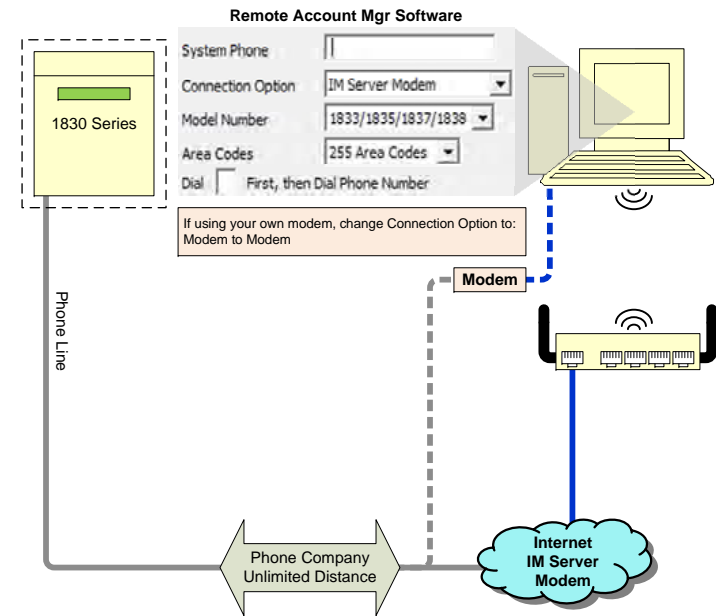 Remote Account Mgr Software
System Phone
Connection Option IM Server Modem
Model Number 1833/1835/1837/1838
Area Codes 255 Area Codes
Dial First, then Dial Phone Number
1830 Series
If using your own modem, change Connection Option to:
Modem to Modem
Modem
Phone Line
Phone Company
Unlimited Distance
Internet
IM Server
Modem